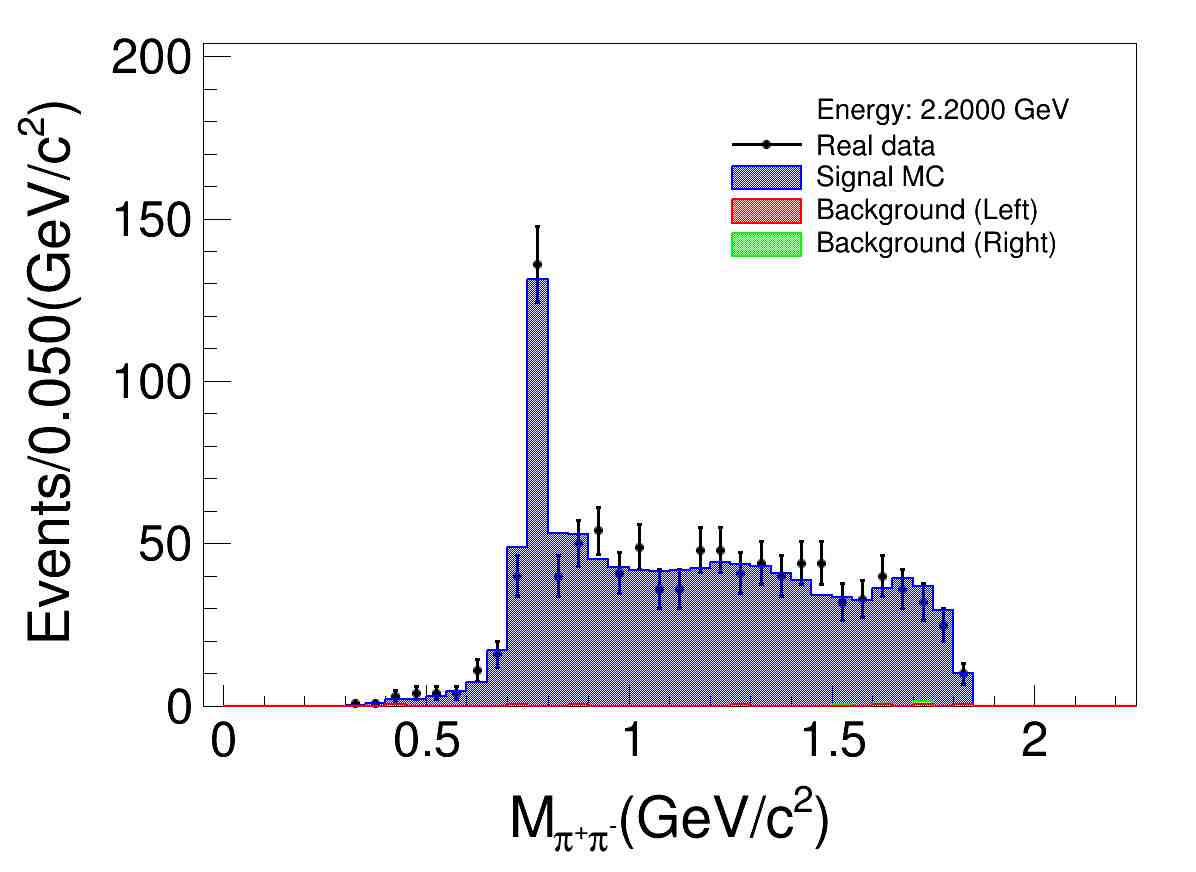 200
150
100
50
0
Events/0.050(GeV/c²)
Energy: 2.2000 GeV
Real data
Signal MC
Background (Left)
Background (Right)
0 0.5 1 1.5 2
Mπ⁺π⁻(GeV/c²)